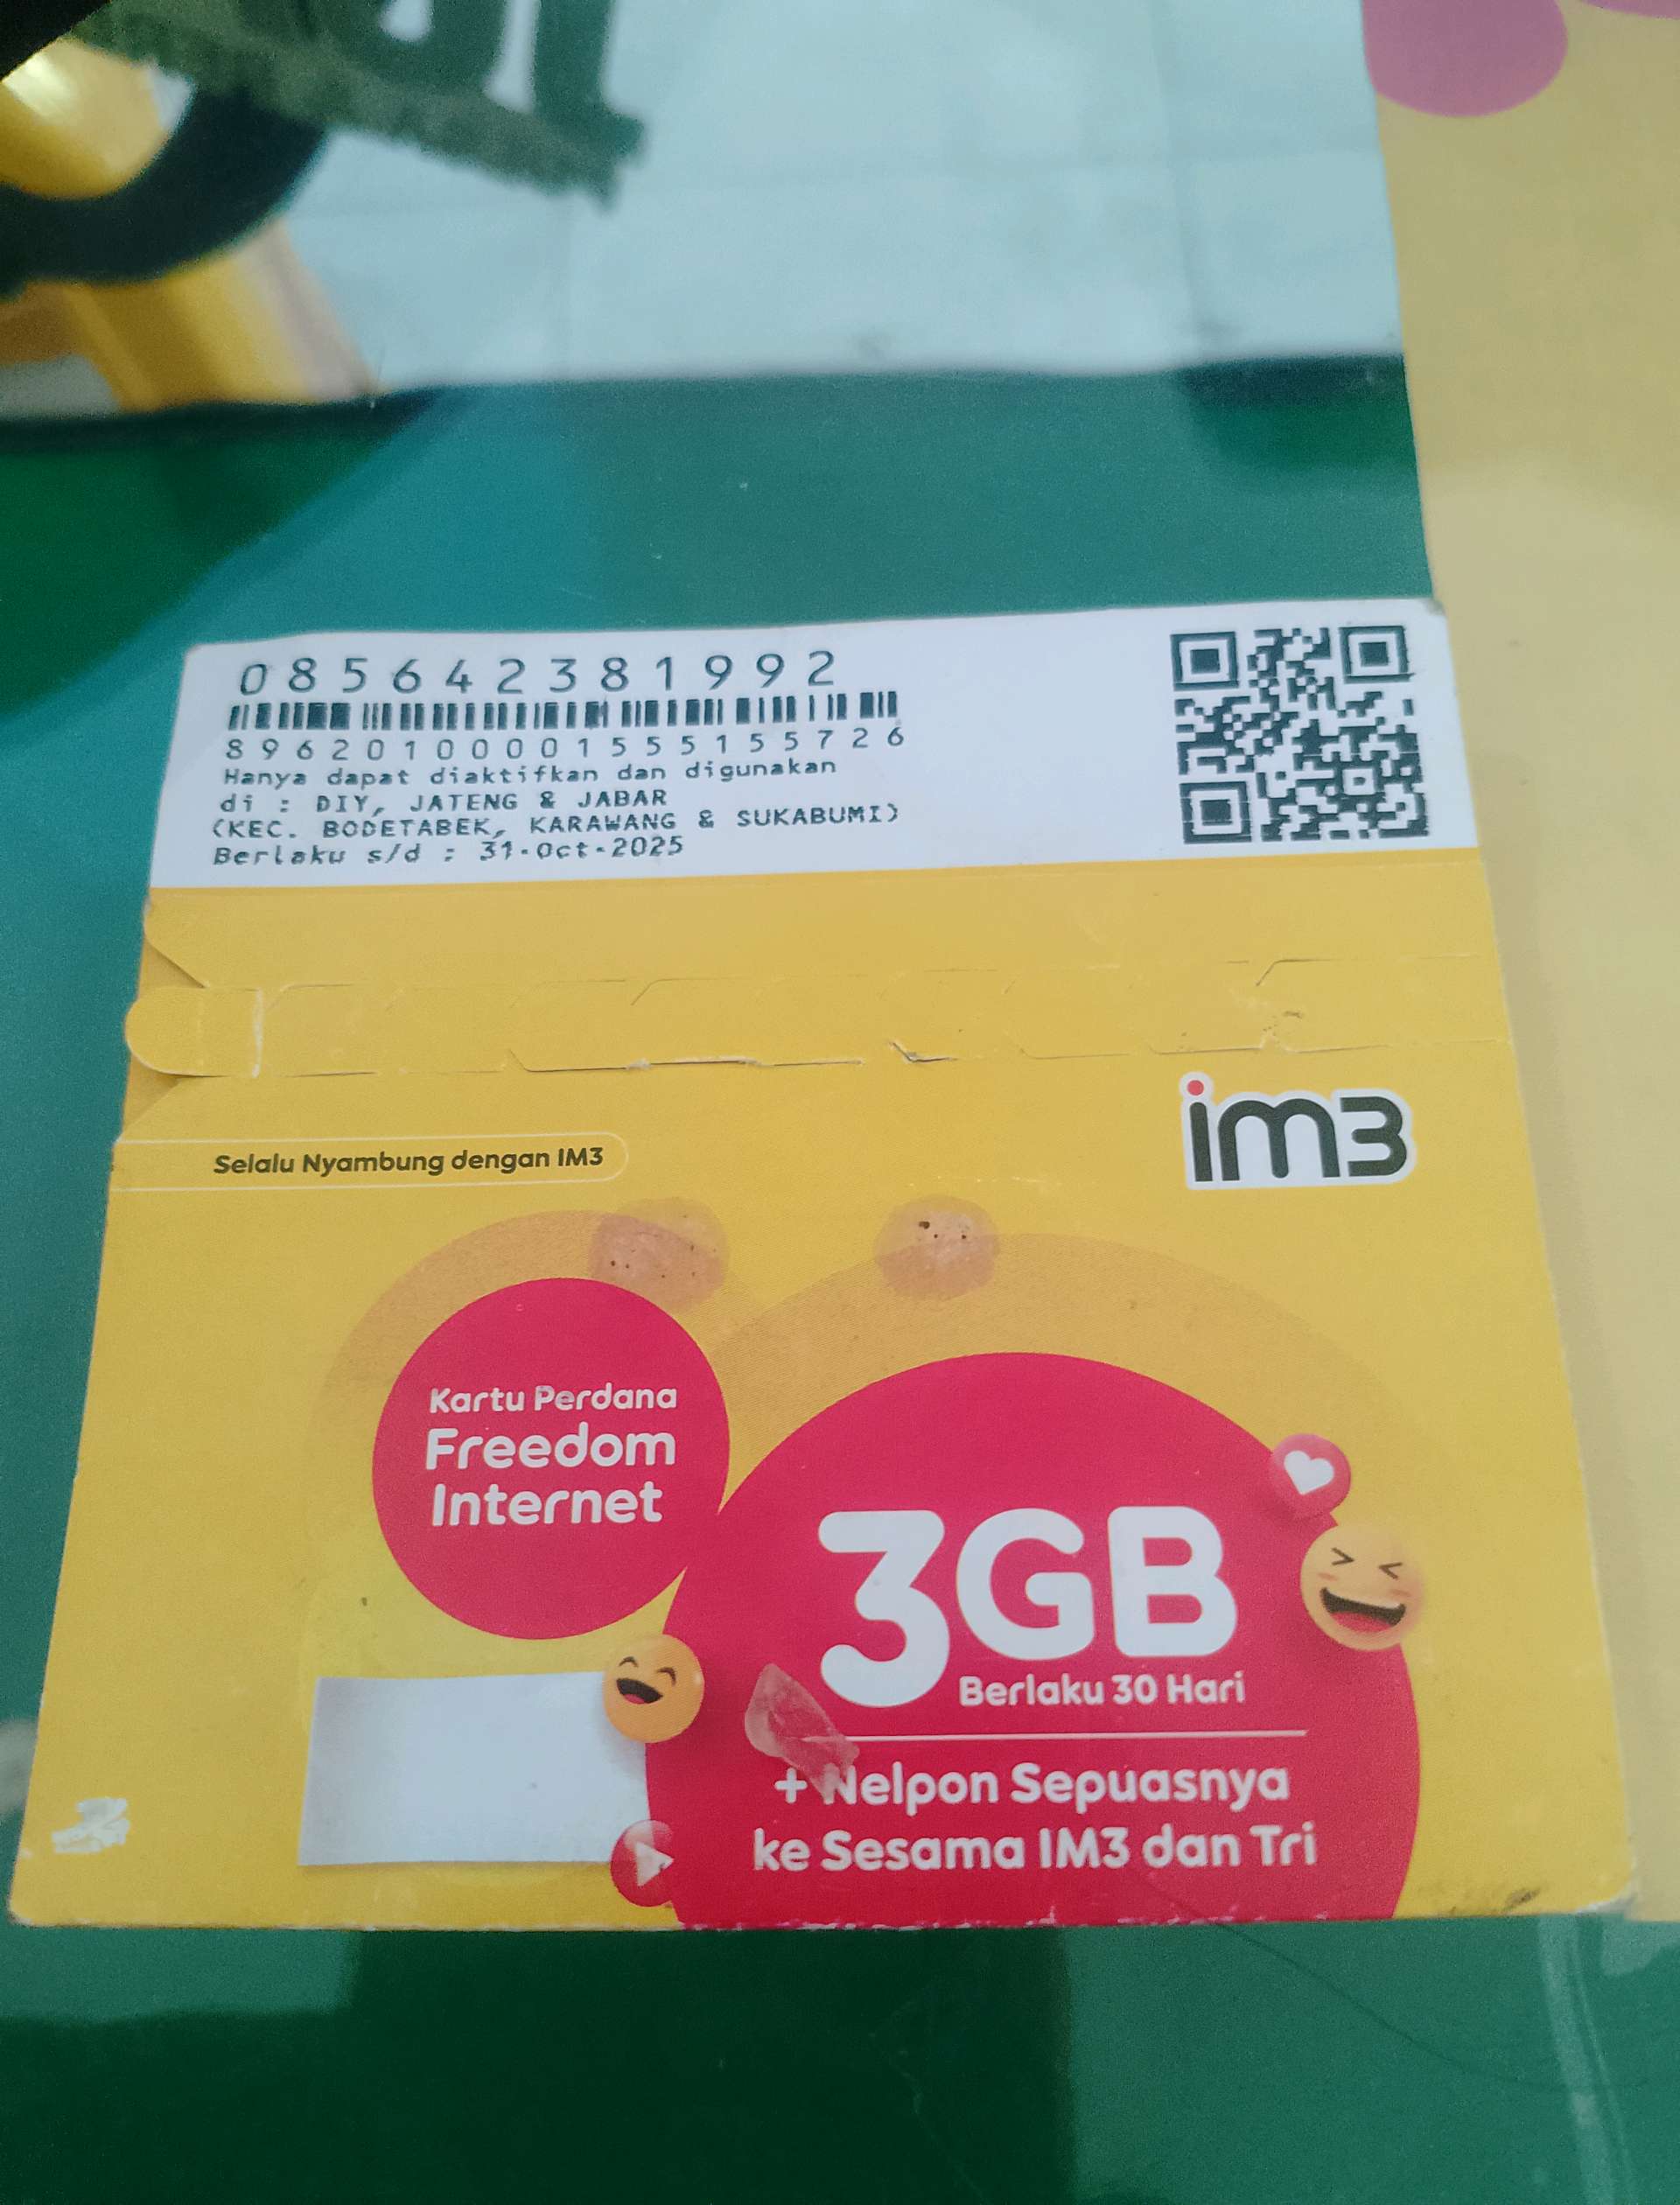 085642381992
89620100001555155726
Hanya dapat diaktifkan dan digunakan
di : DIY, JATENG & JABAR
(KEC. BODETABEK, KARAWANG & SUKABUMI)
Berlaku s/d : 31-Oct-2025
im3
Selalu Nyambung dengan IM3
Kartu Perdana
Freedom
Internet
3GB
Berlaku 30 Hari
+ Nelpon Sepuasnya
ke Sesama IM3 dan Tri